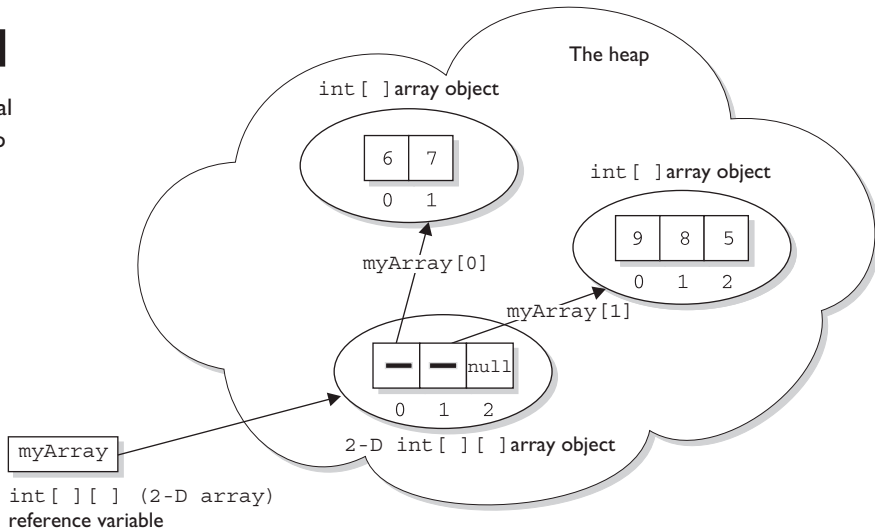 al
The heap
int[ ]array object
6 7
0 1
int[ ]array object
9 8 5
0 1 2
myArray[0]
myArray[1]
null
0 1 2
2-D int[ ][ ]array object
myArray
int[ ][ ] (2-D array)
reference variable